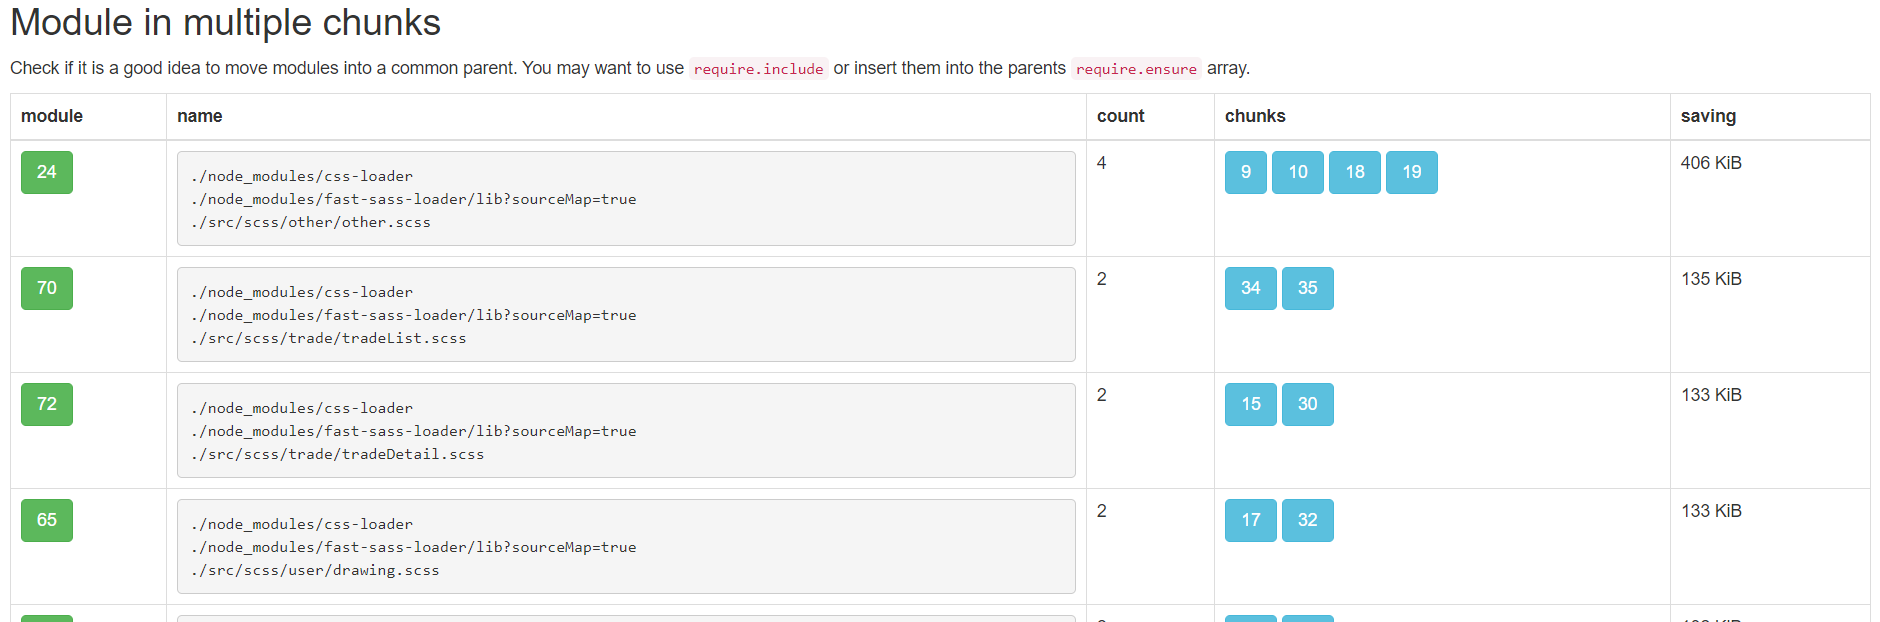 Module in multiple chunks
Check if it is a good idea to move modules into a common parent. You may want to use require.include or insert them into the parents require.ensure array.
module name count chunks saving
24 ./node_modules/css-loader 4 9 10 18 19 406 KiB
./node_modules/fast-sass-loader/lib?sourceMap=true
./src/scss/other/other.scss
70 ./node_modules/css-loader 2 34 35 135 KiB
./node_modules/fast-sass-loader/lib?sourceMap=true
./src/scss/trade/tradeList.scss
72 ./node_modules/css-loader 2 15 30 133 KiB
./node_modules/fast-sass-loader/lib?sourceMap=true
./src/scss/trade/tradeDetail.scss
65 ./node_modules/css-loader 2 17 32 133 KiB
./node_modules/fast-sass-loader/lib?sourceMap=true
./src/scss/user/drawing.scss